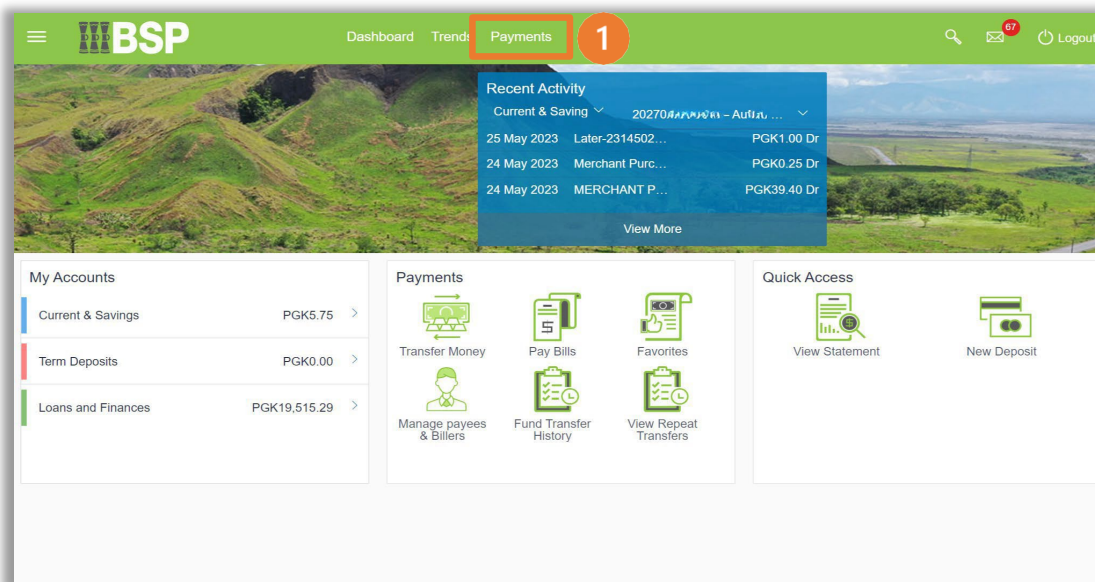 BSP
Dashboard Trends Payments 1 67 Logout
Recent Activity
Current & Saving
20270
25 May 2023 Later-2314502... PGK1.00 Dr
24 May 2023 Merchant Purc... PGK0.25 Dr
24 May 2023 MERCHANT P... PGK39.40 Dr
View More
My Accounts
Current & Savings PGK5.75
Term Deposits PGK0.00
Loans and Finances PGK19,515.29
Payments
Transfer Money
Pay Bills
Favorites
Manage payees
& Billers
Fund Transfer
History
View Repeat
Transfers
Quick Access
View Statement
New Deposit